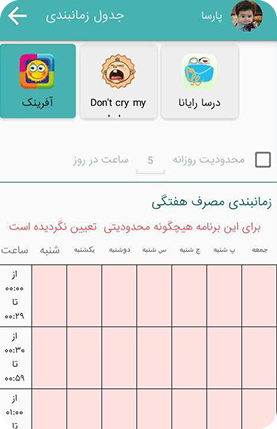 جدول زمانبندی
پارسا
درسا رایانا
Don't cry my
آفرینک
محدودیت روزانه 5 ساعت در روز
زمانبندی مصرف هفتگی
برای این برنامه هیچگونه محدودیتی تعیین نگردیده است
ساعت شنبه یکشنبه دوشنبه س شنبه چ شنبه پ شنبه جمعه
از
۰۰:۰۰
تا
۰۰:۲۹
از
۰۰:۳۰
تا
۰۰:۵۹
از
۰۱:۰۰
تا